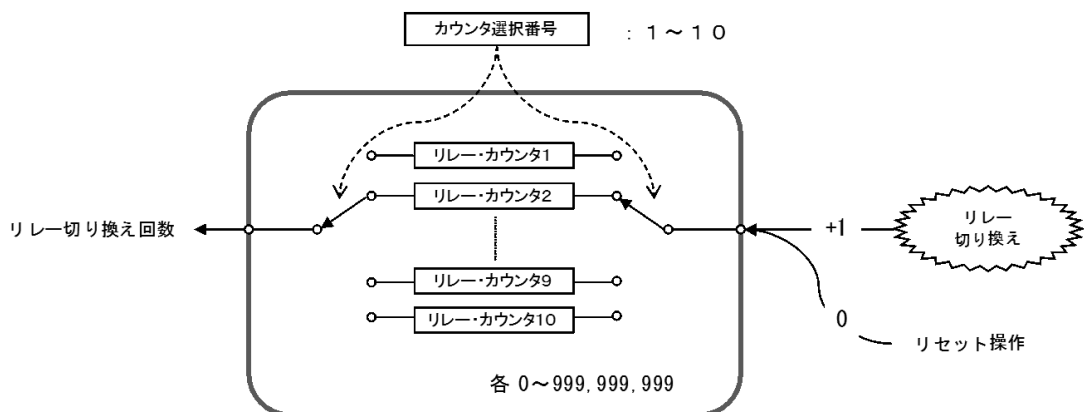 カウンタ選択番号
：１～１０
リレー・カウンタ1
リレー・カウンタ2
リレー切り換え回数
+1
リレー
切り換え
リレー・カウンタ9
リレー・カウンタ10
0
リセット操作
各 0～999,999,999